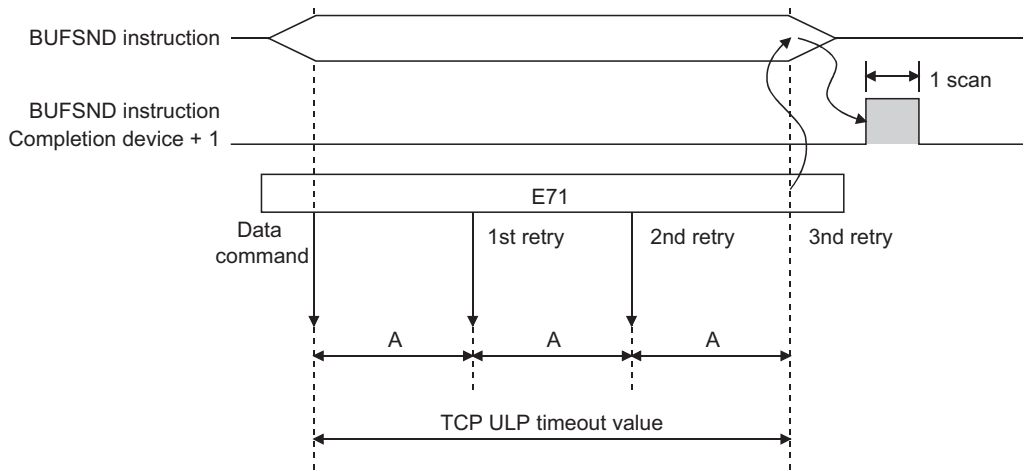 BUFSND instruction
1 scan
BUFSND instruction
Completion device + 1
E71
Data
command
1st retry
2nd retry
3nd retry
A
A
A
TCP ULP timeout value